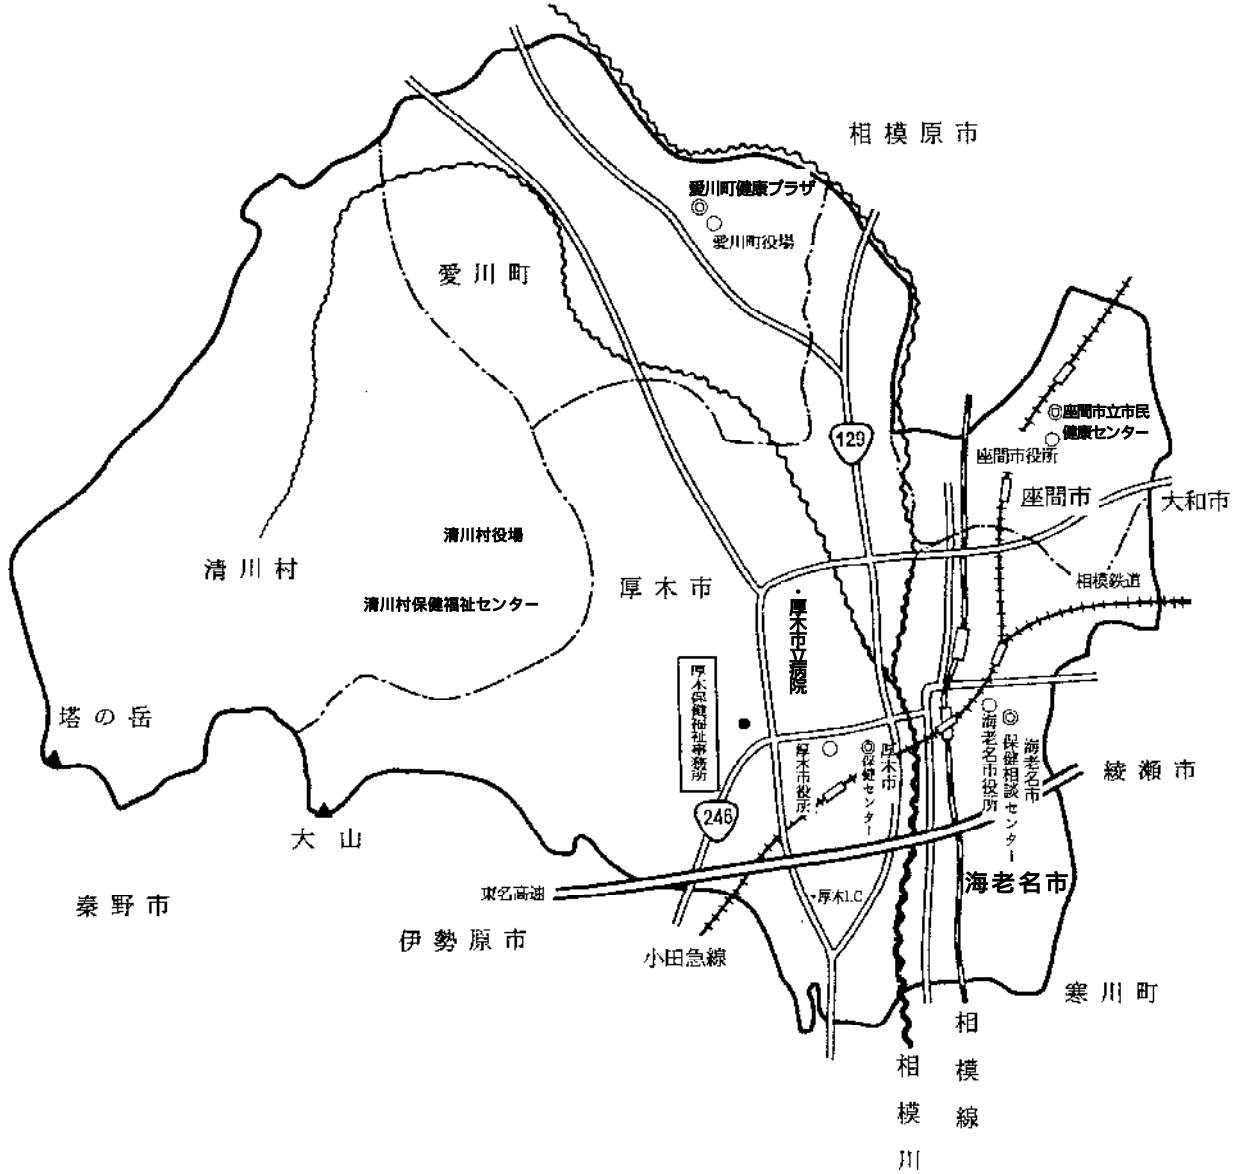 相模原市
愛川町健康プラザ
愛川町役場
愛川町
129
座間市立市民
健康センター
座間市役所
座間市
大和市
清川村役場
清川村
清川村保健福祉センター
厚木市
相模鉄道
厚木市立病院
厚木保健福祉事務所
塔の岳
大山
246
厚木市役所
厚木市
保健センター
海老名市役所
海老名市
保健相談センター
綾瀬市
海老名市
東名高速
厚木I.C
秦野市
伊勢原市
小田急線
寒川町
相模線
相模川